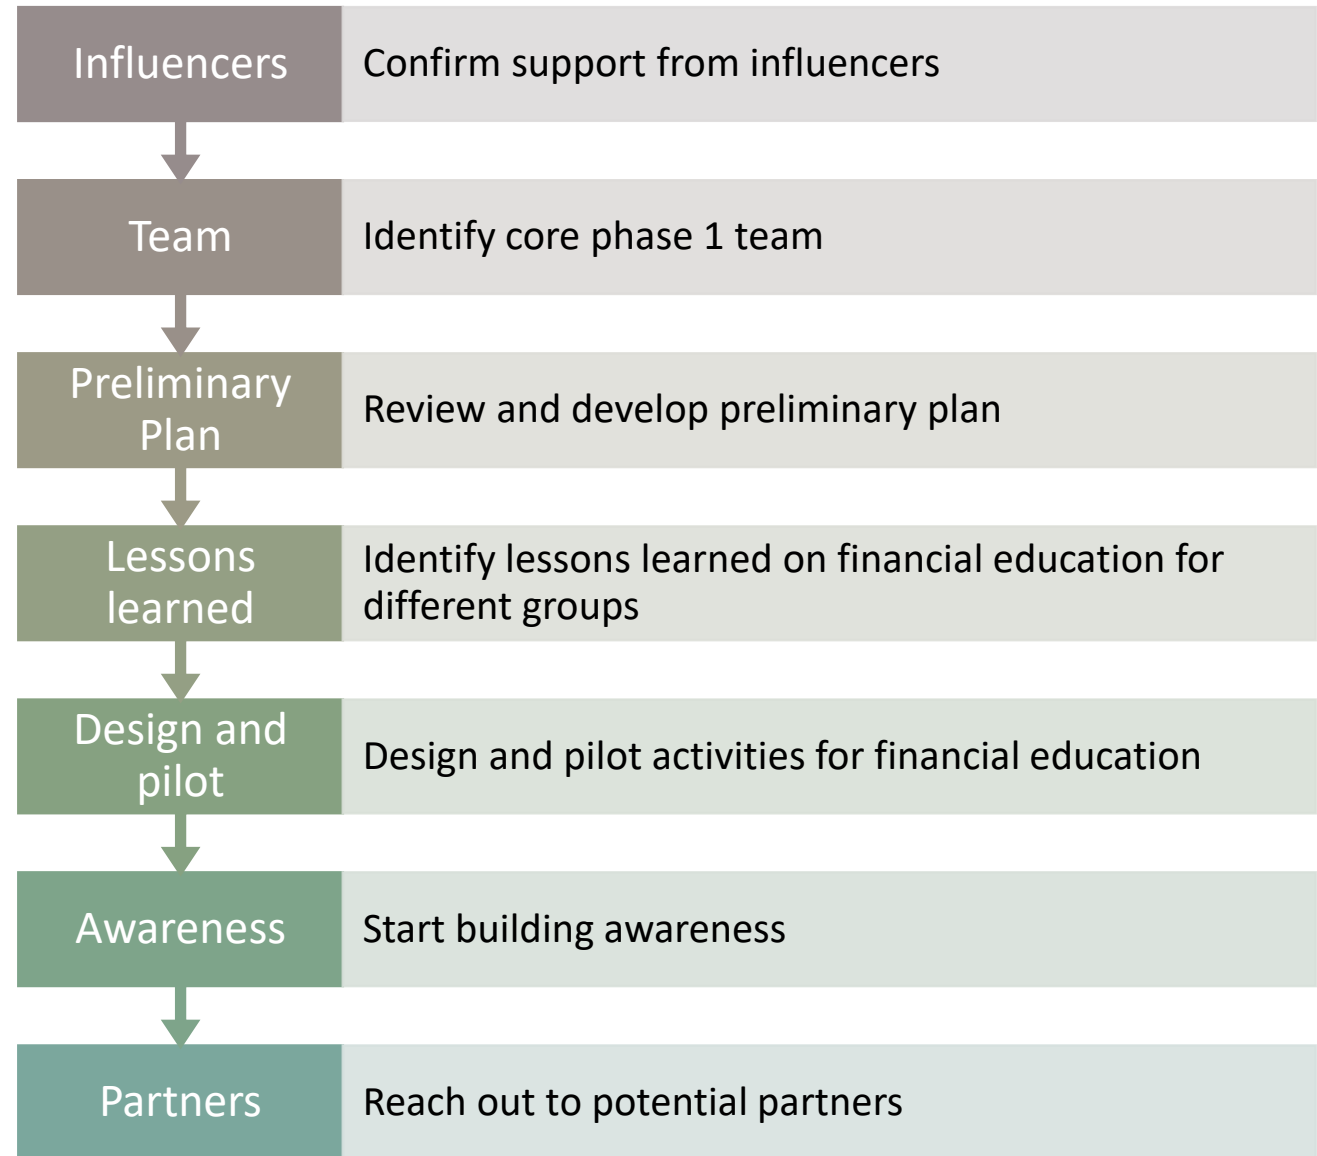 Influencers
Confirm support from influencers
Team
Identify core phase 1 team
Preliminary
Plan
Review and develop preliminary plan
Lessons
learned
Identify lessons learned on financial education for
different groups
Design and
pilot
Design and pilot activities for financial education
Awareness
Start building awareness
Partners
Reach out to potential partners